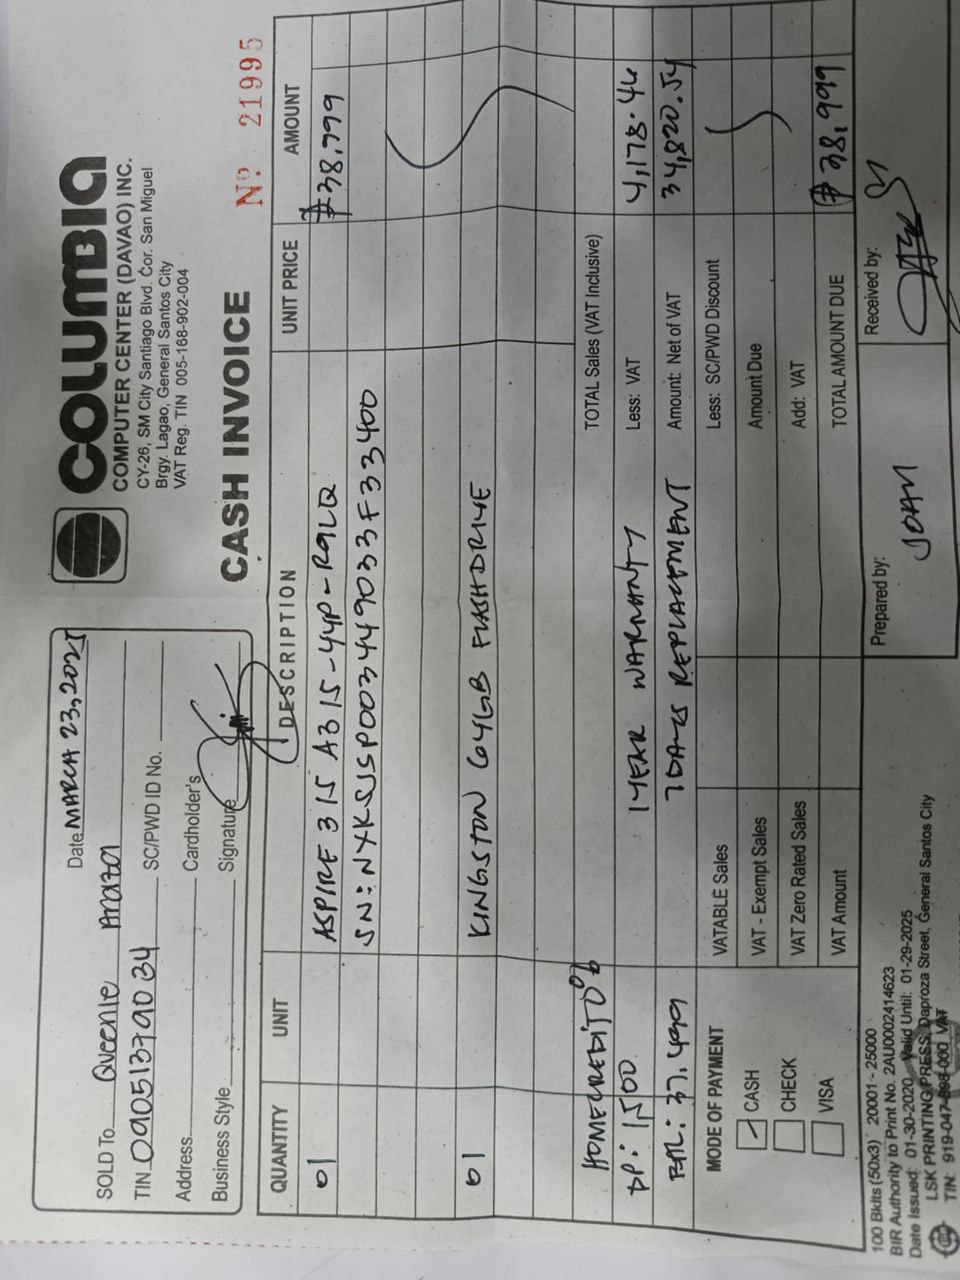 Date MARCH 23, 2025
SOLD To Queenie
TIN 09051379034 SC/PWD ID No.
Address Cardholder's
Business Style Signature
COLUMBIA
COMPUTER CENTER (DAVAO) INC.
CY-26, SM City Santiago Blvd. Cor. San Miguel
Brgy. Lagao, General Santos City
VAT Reg. TIN 005-168-902-004
CASH INVOICE Nº 21995
QUANTITY UNIT DESCRIPTION UNIT PRICE AMOUNT
01 ASPIRE 3 15 A315-44P-R9LQ ₱38,999
SN: NXKSJSP003449033F33400
01 KINGSTON 64GB FLASHDRIVE
HOMECREDIT 0% TOTAL Sales (VAT Inclusive)
DP: 1,500 1 YEAR WARRANTY Less: VAT 4,178.46
BAL: 37,499 7 DAYS REPLACEMENT Amount: Net of VAT 34,820.54
MODE OF PAYMENT VATABLE Sales Less: SC/PWD Discount
CASH VAT - Exempt Sales Amount Due
CHECK VAT Zero Rated Sales Add: VAT
VISA VAT Amount TOTAL AMOUNT DUE ₱38,999
Prepared by: Received by:
JOAN
100 Bklts (50x3) 20001 - 25000
BIR Authority to Print No. 2AU0002414623
Date Issued: 01-30-2020 Valid Until: 01-29-2025
LSK PRINTING PRESS, Daproza Street, General Santos City
TIN: 919-047-898-000 VAT